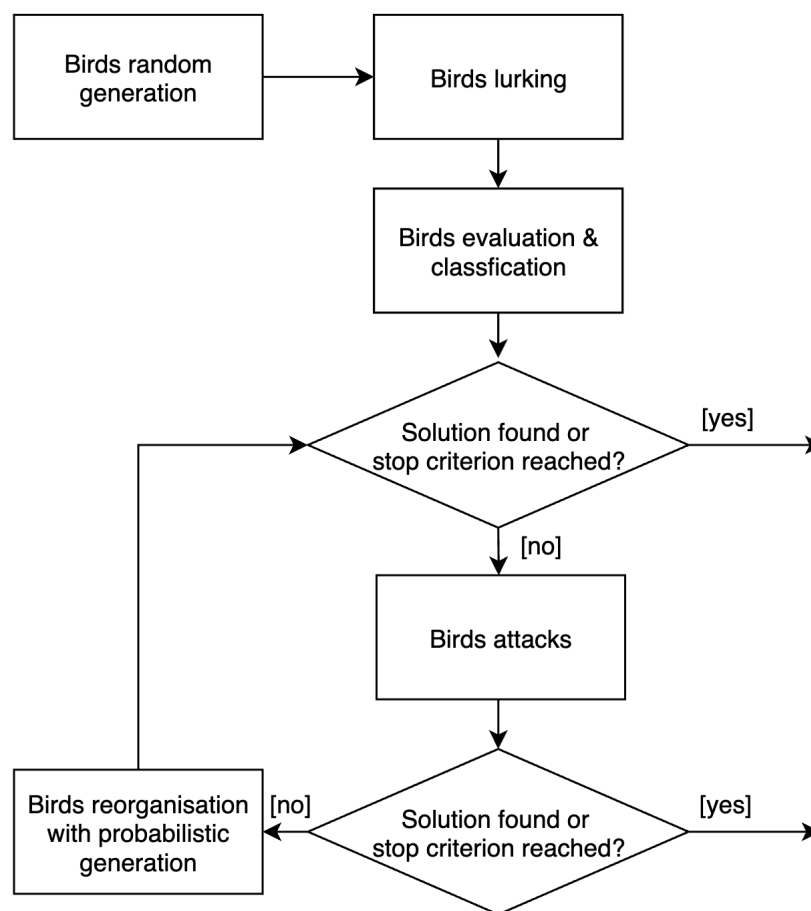 Birds random
generation
Birds lurking
Birds evaluation &
classfication
Solution found or
stop criterion reached?
[yes]
[no]
Birds attacks
Solution found or
stop criterion reached?
[yes]
[no]
Birds reorganisation
with probabilistic
generation